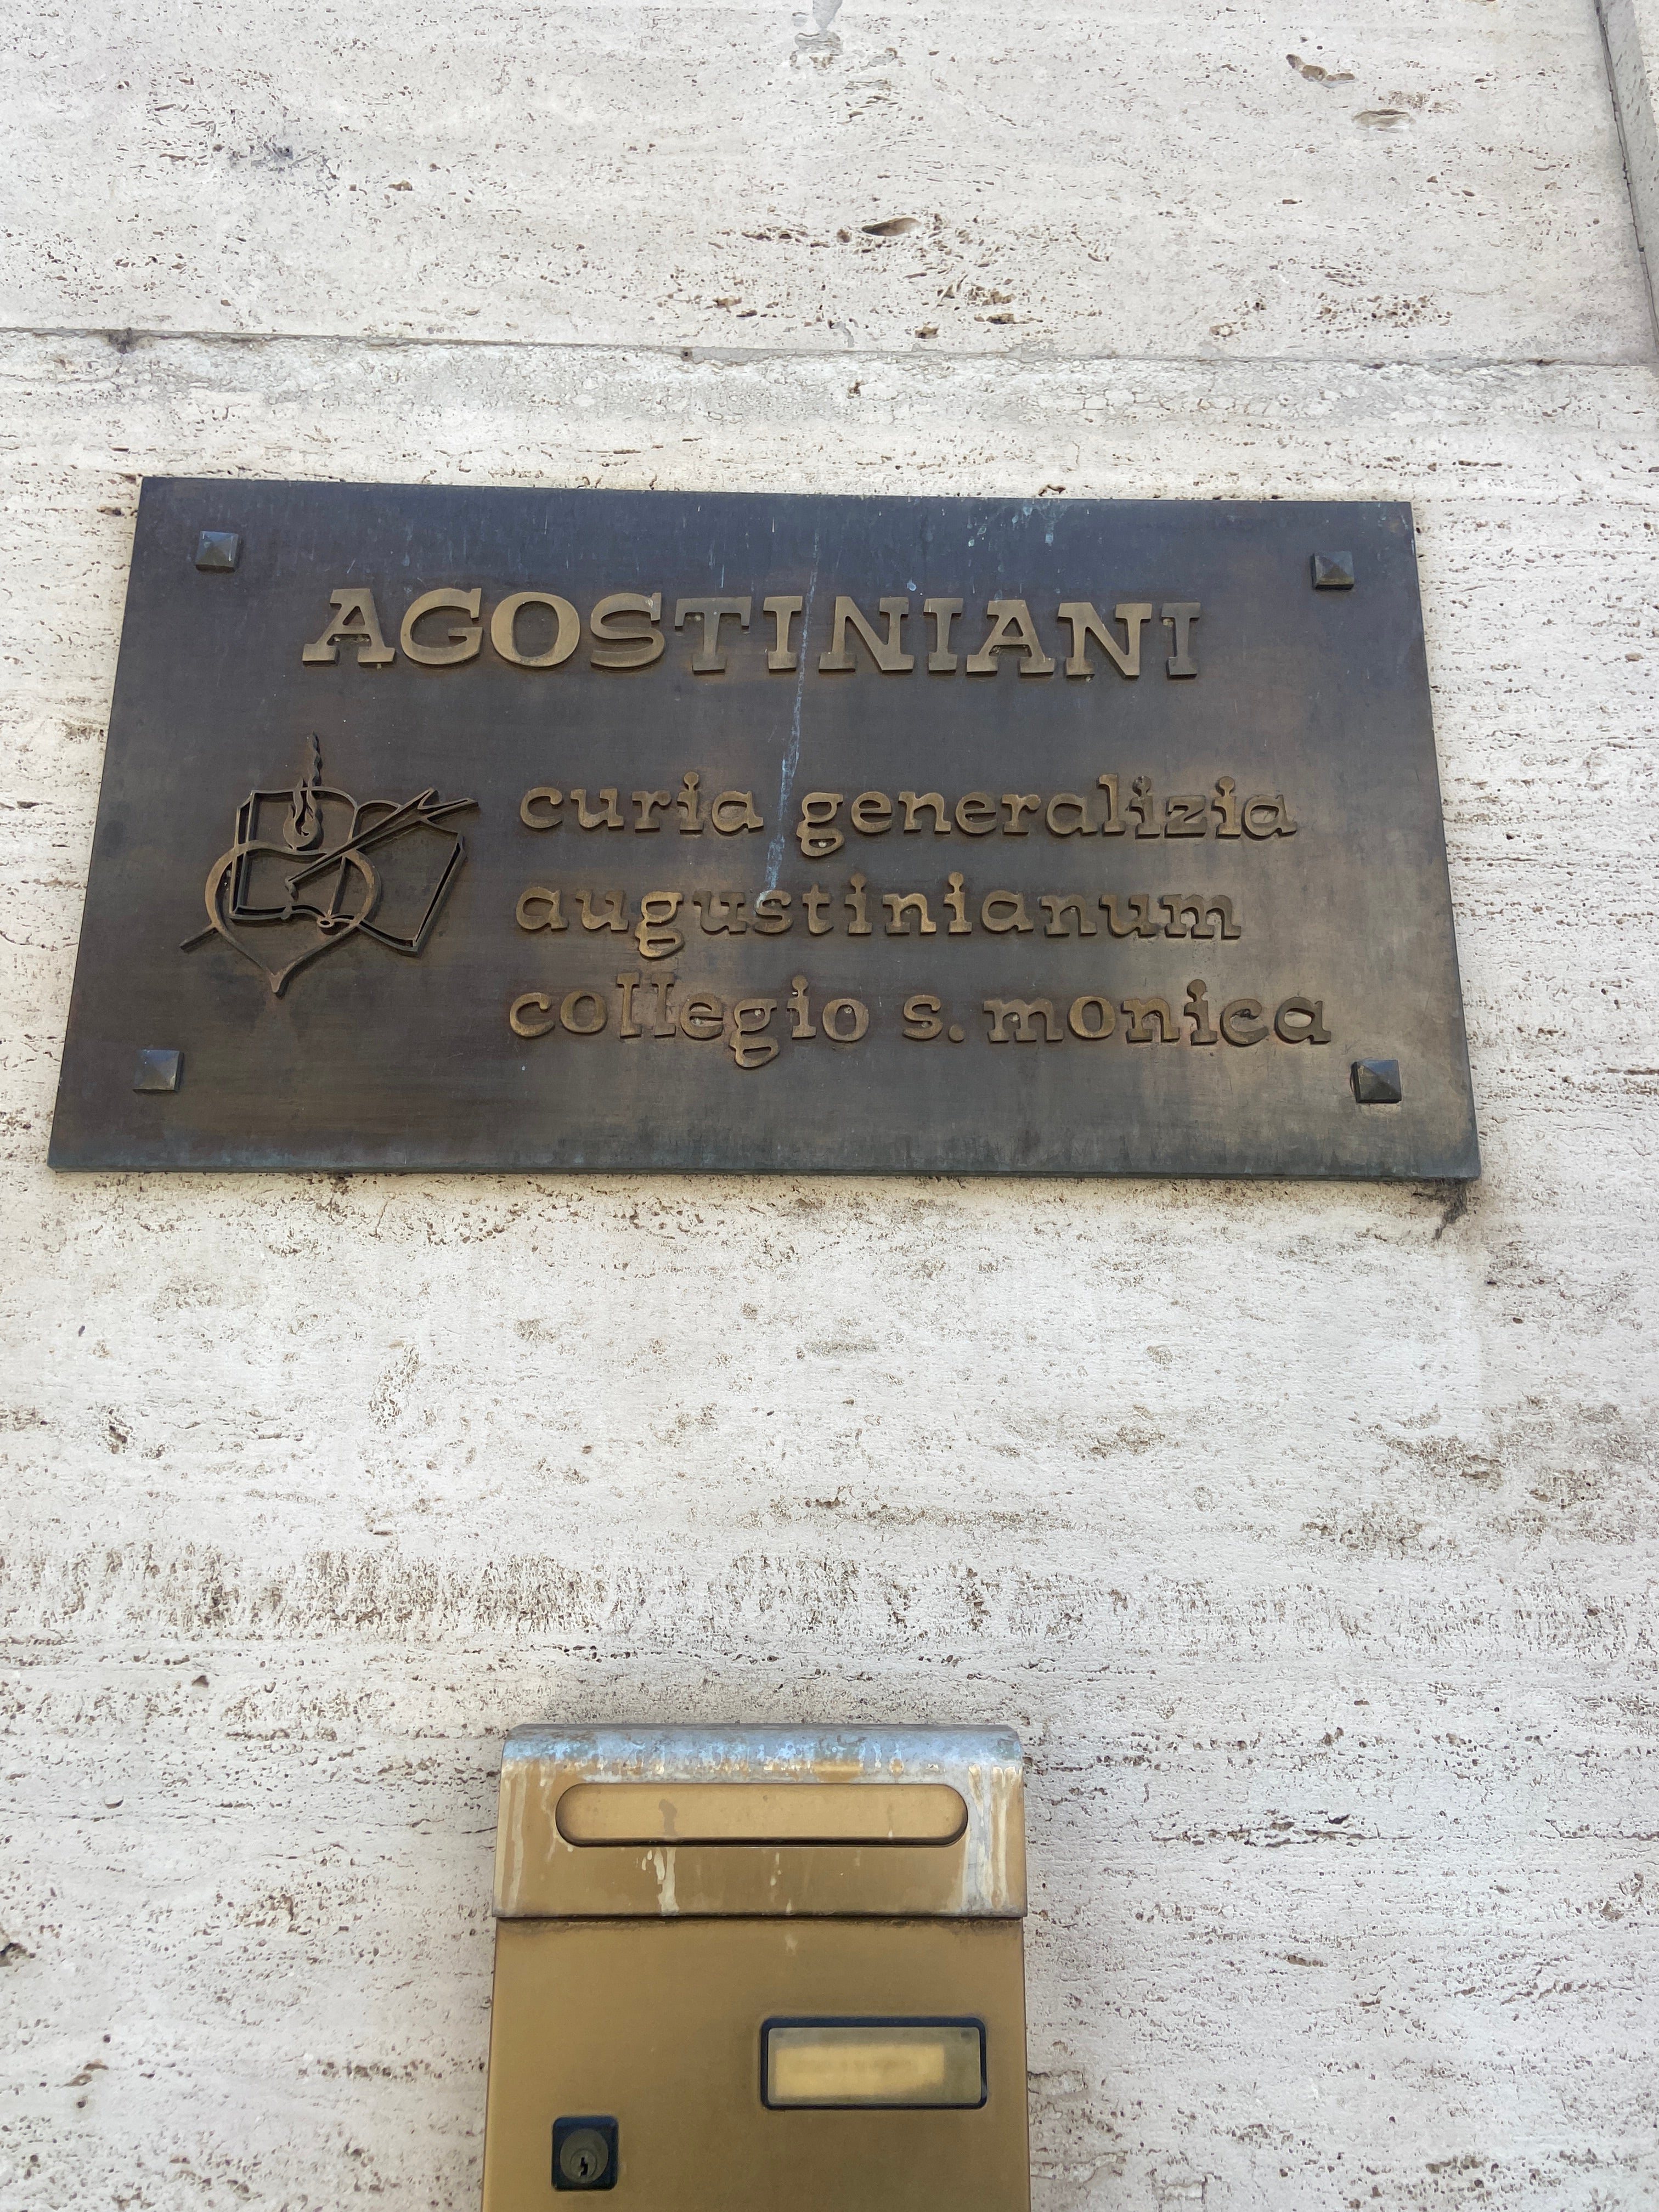 AGOSTINIANI
curia generalizia
augustinianum
collegio s. monica